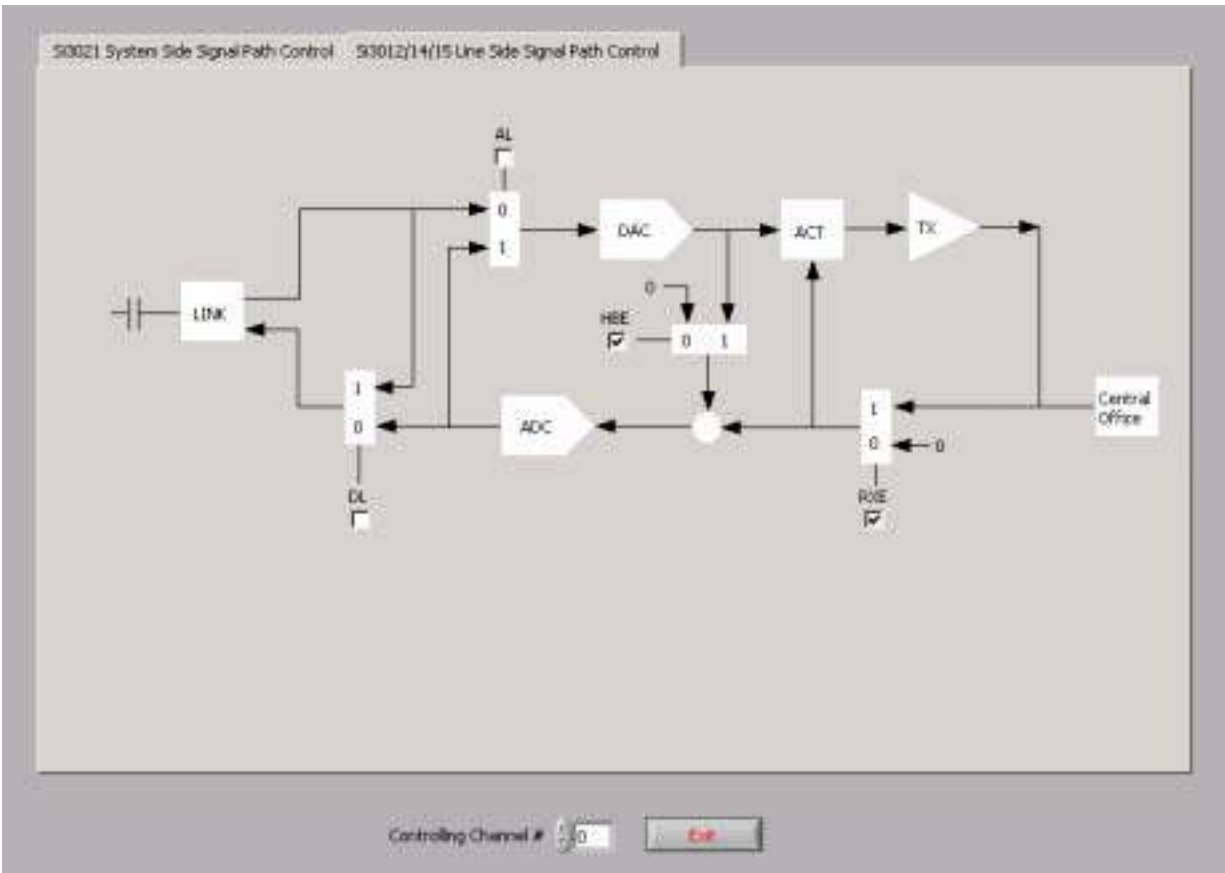 Si3021 System Side Signal Path Control
Si3012/14/15 Line Side Signal Path Control
AL
0
1
DAC
ACT
TX
0
HBE
0 1
LINK
1
0
ADC
1
0
0
Central
Office
DL
RXE
Controlling Channel #
0
Exit